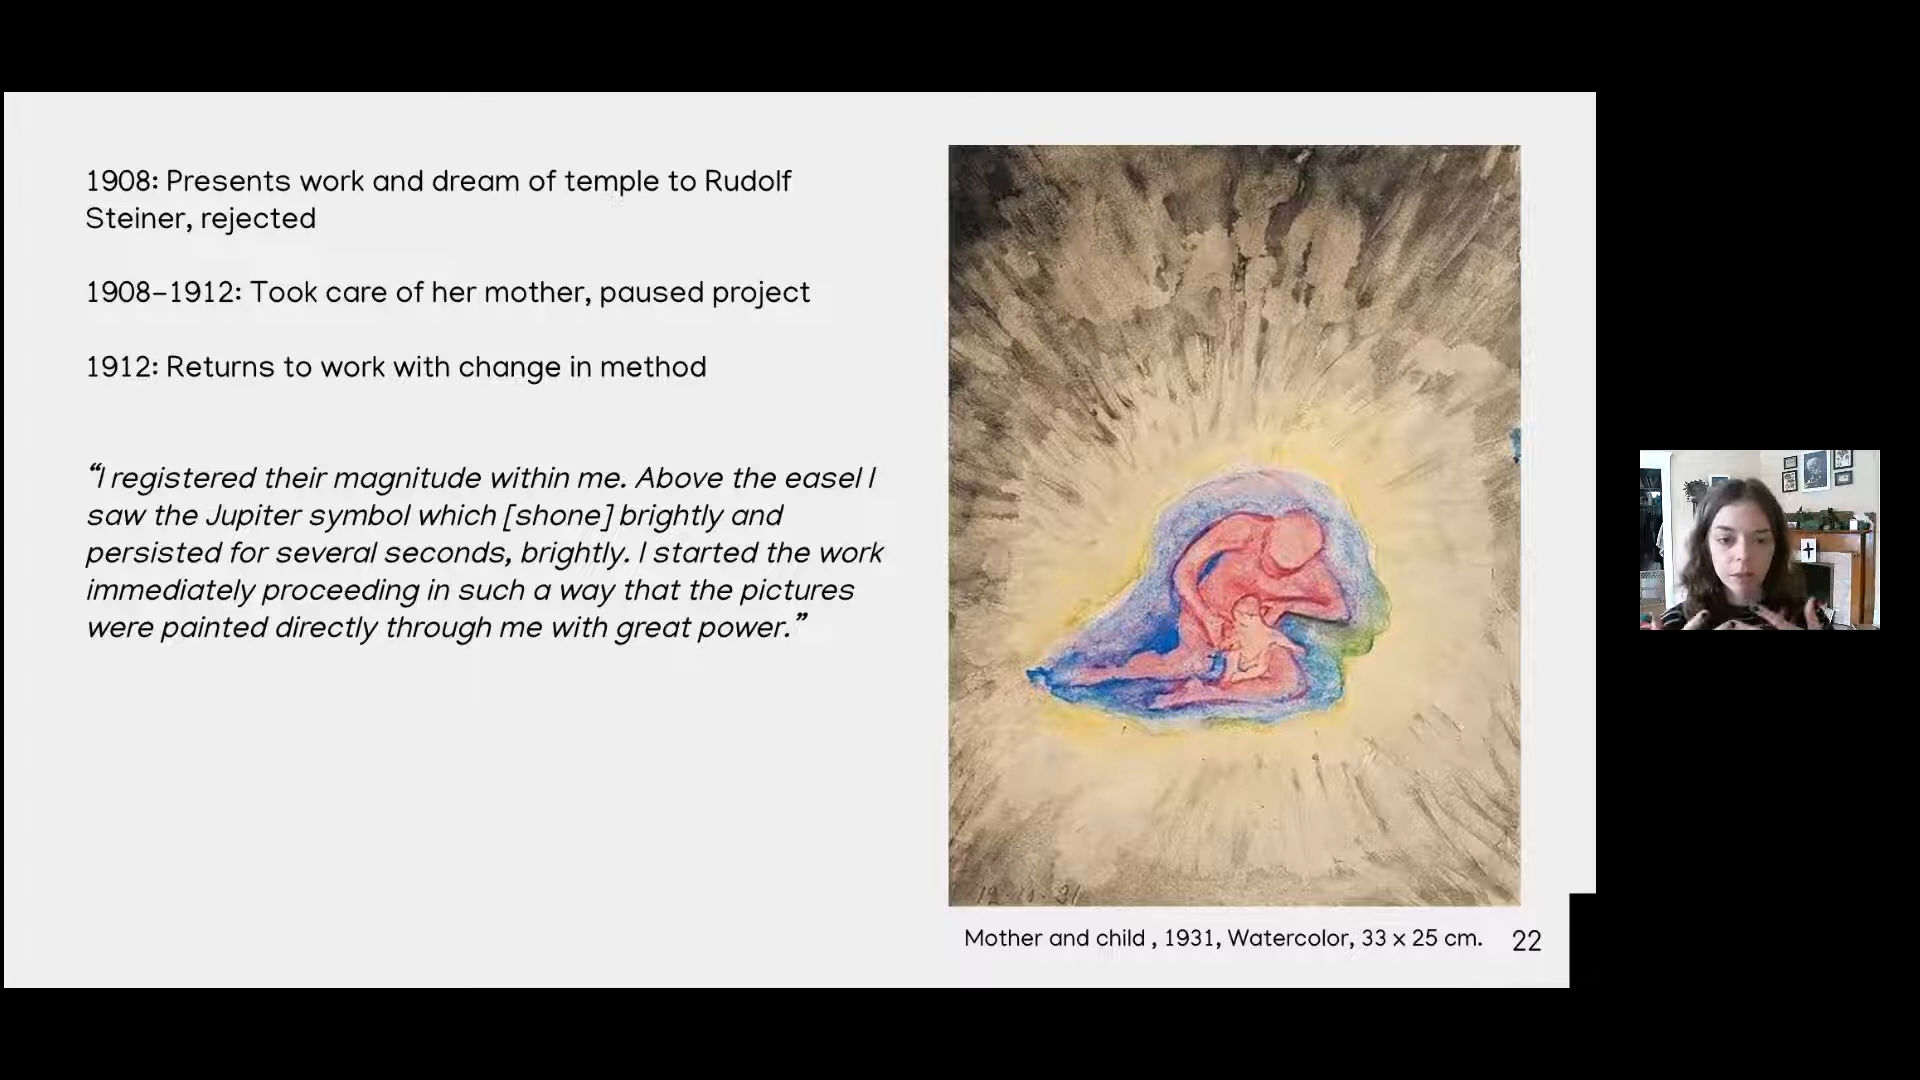 1908: Presents work and dream of temple to Rudolf
Steiner, rejected
1908–1912: Took care of her mother, paused project
1912: Returns to work with change in method
“I registered their magnitude within me. Above the easel I
saw the Jupiter symbol which [shone] brightly and
persisted for several seconds, brightly. I started the work
immediately proceeding in such a way that the pictures
were painted directly through me with great power.”
Mother and child , 1931, Watercolor, 33 x 25 cm.
22